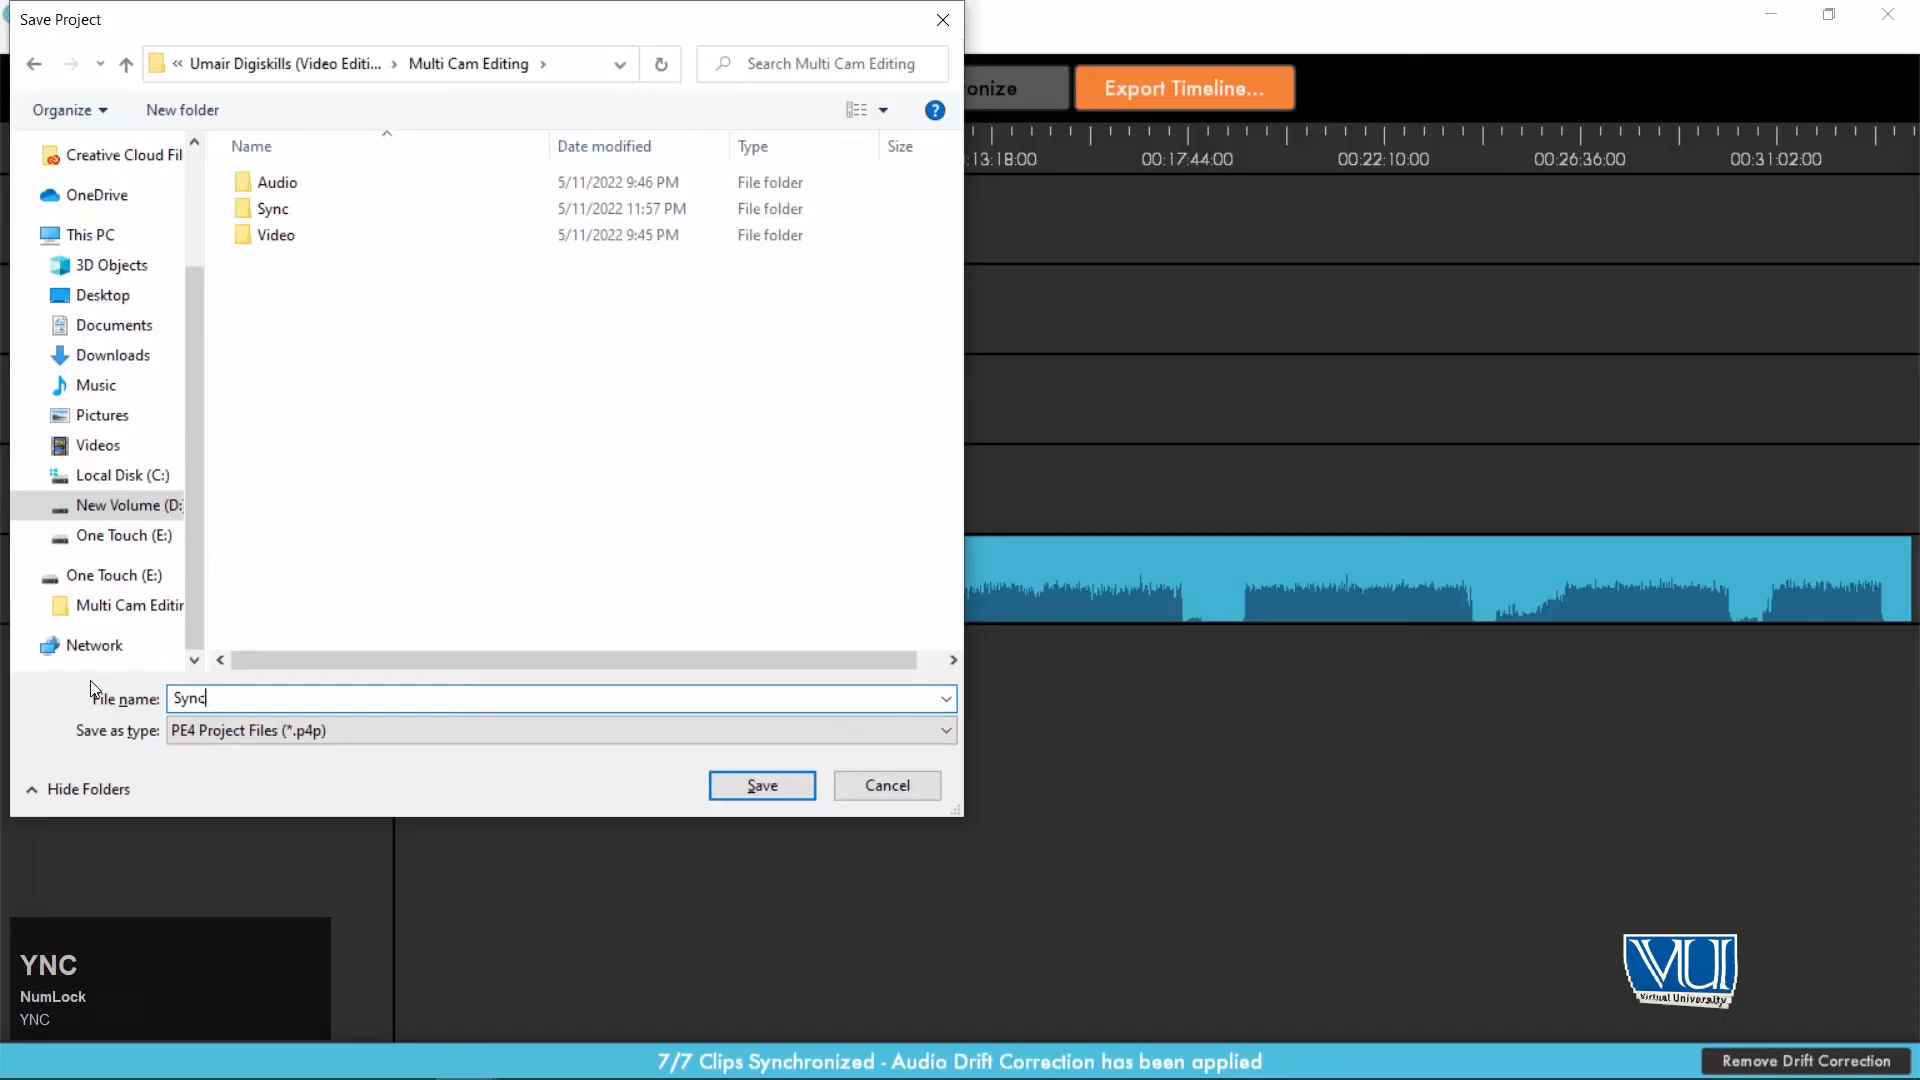 Save Project
« Umair Digiskills (Video Editi... › Multi Cam Editing ›
Search Multi Cam Editing
onize
Export Timeline...
Organize
New folder
Name
Date modified
Type
Size
:13:18:00
00:17:44:00
00:22:10:00
00:26:36:00
00:31:02:00
Creative Cloud Fil
Audio
5/11/2022 9:46 PM
File folder
OneDrive
Sync
5/11/2022 11:57 PM
File folder
This PC
Video
5/11/2022 9:45 PM
File folder
3D Objects
Desktop
Documents
Downloads
Music
Pictures
Videos
Local Disk (C:)
New Volume (D:
One Touch (E:)
One Touch (E:)
Multi Cam Editir
Network
File name:
Sync
Save as type:
PE4 Project Files (*.p4p)
Hide Folders
Save
Cancel
YNC
NumLock
YNC
VU
Virtual University
7/7 Clips Synchronized - Audio Drift Correction has been applied
Remove Drift Correction